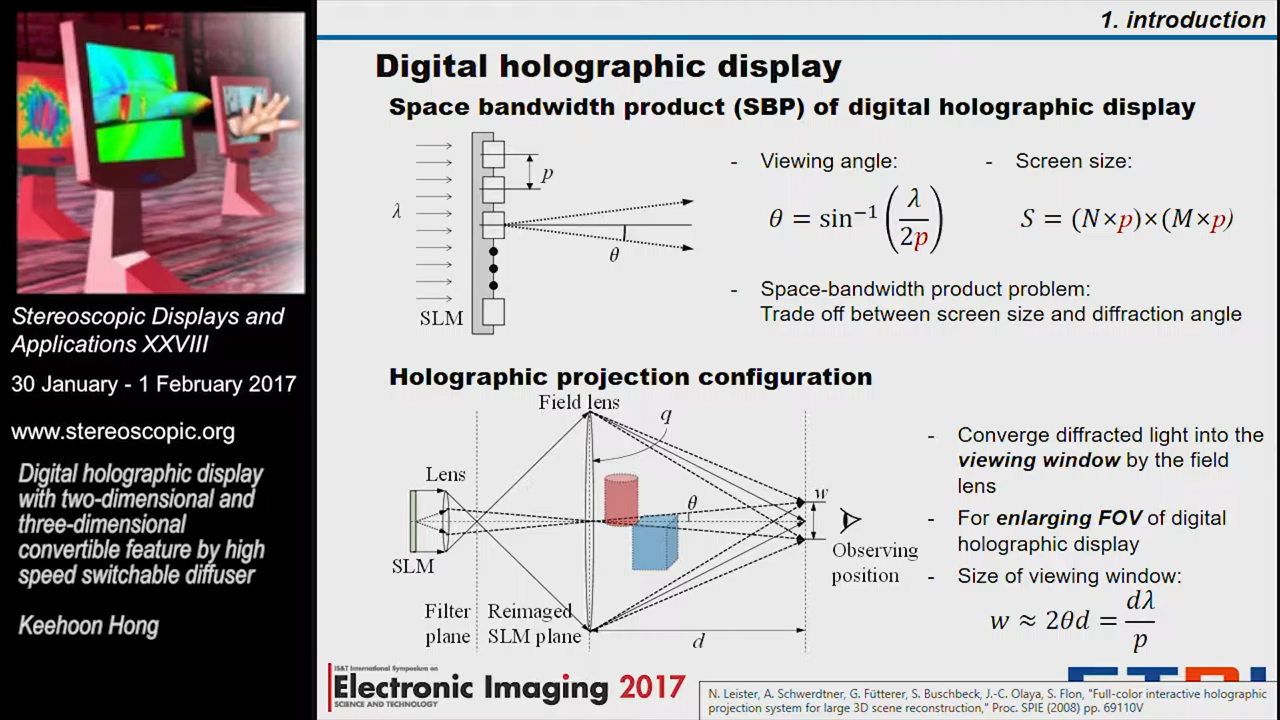 1. introduction
Digital holographic display
Space bandwidth product (SBP) of digital holographic display
λ
p
θ
SLM
- Viewing angle:
θ = sin⁻¹(λ/2p)
- Screen size:
S = (N×p)×(M×p)
- Space-bandwidth product problem:
Trade off between screen size and diffraction angle
Holographic projection configuration
Field lens
q
Lens
θ
w
SLM
Observing
position
Filter
plane
Reimaged
SLM plane
d
- Converge diffracted light into the
viewing window by the field
lens
- For enlarging FOV of digital
holographic display
- Size of viewing window:
w ≈ 2θd = dλ/p
Stereoscopic Displays and
Applications XXVIII
30 January - 1 February 2017
www.stereoscopic.org
Digital holographic display
with two-dimensional and
three-dimensional
convertible feature by high
speed switchable diffuser
Keehoon Hong
IS&T International Symposium on
Electronic Imaging 2017
SCIENCE AND TECHNOLOGY
N. Leister, A. Schwerdtner, G. Fütterer, S. Buschbeck, J.-C. Olaya, S. Flon, "Full-color interactive holographic
projection system for large 3D scene reconstruction," Proc. SPIE (2008) pp. 69110V